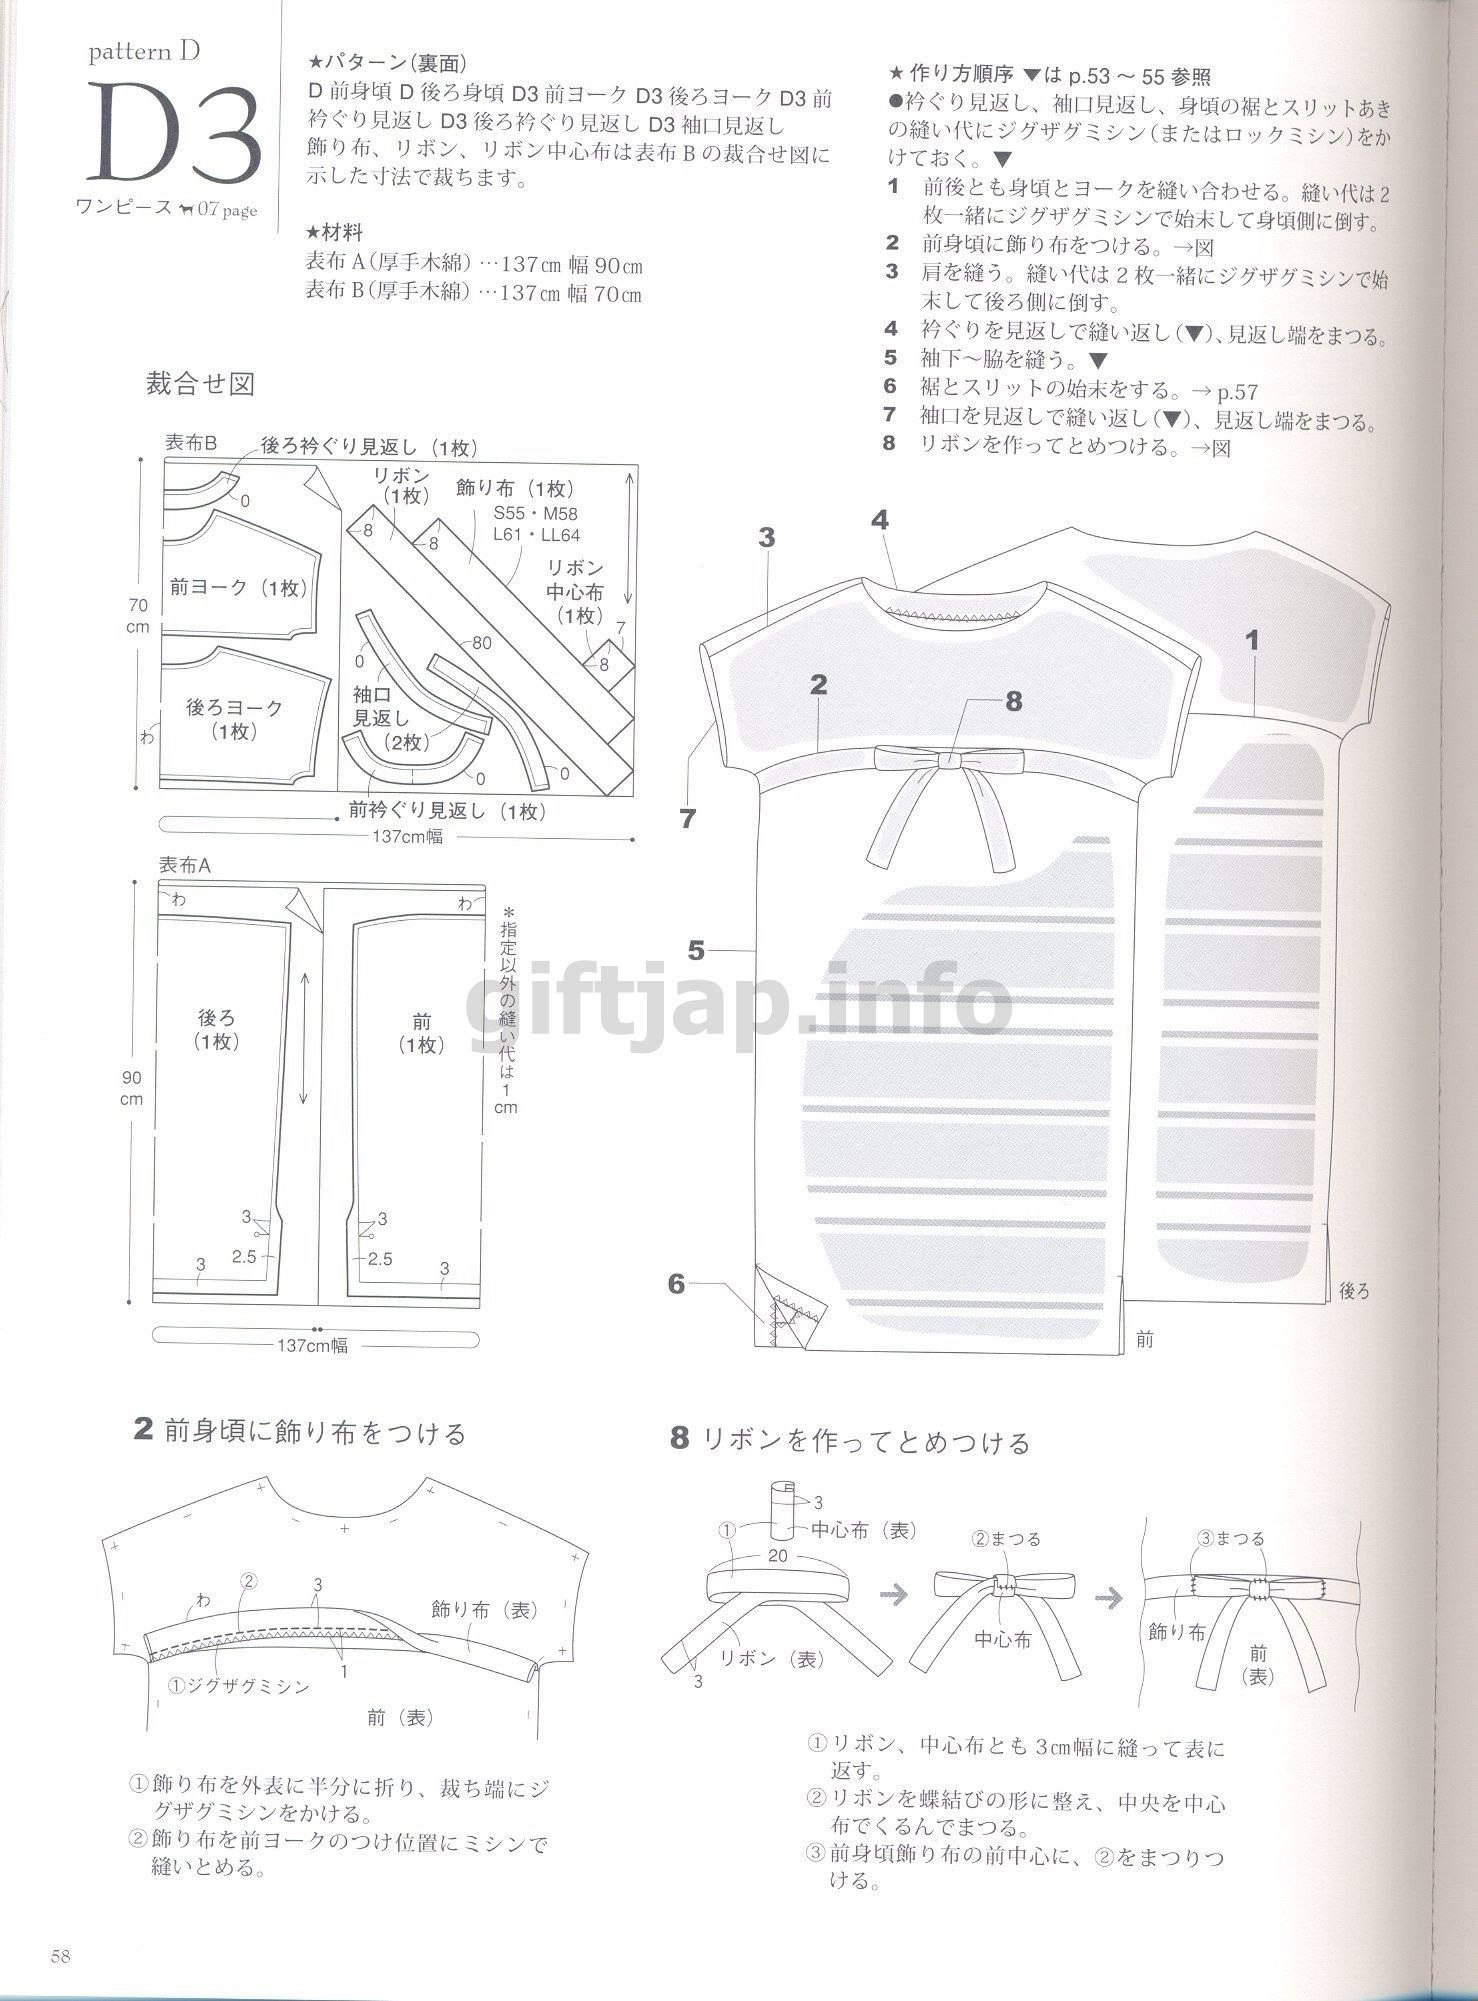 pattern D
D3
ワンピース 07 page
★パターン(裏面)
D 前身頃 D 後ろ身頃 D3 前ヨーク D3 後ろヨーク D3 前
衿ぐり見返し D3 後ろ衿ぐり見返し D3 袖口見返し
飾り布、リボン、リボン中心布は表布 B の裁合せ図に
示した寸法で裁ちます。
★材料
表布 A(厚手木綿)…137㎝ 幅 90㎝
表布 B(厚手木綿)…137㎝ 幅 70㎝
★ 作り方順序 ▼は p.53 〜 55 参照
●衿ぐり見返し、袖口見返し、身頃の裾とスリットあき
の縫い代にジグザグミシン(またはロックミシン)をか
けておく。▼
1 前後とも身頃とヨークを縫い合わせる。縫い代は 2
枚一緒にジグザグミシンで始末して身頃側に倒す。
2 前身頃に飾り布をつける。→図
3 肩を縫う。縫い代は 2 枚一緒にジグザグミシンで始
末して後ろ側に倒す。
4 衿ぐりを見返しで縫い返し(▼)、見返し端をまつる。
5 袖下〜脇を縫う。▼
6 裾とスリットの始末をする。→ p.57
7 袖口を見返しで縫い返し(▼)、見返し端をまつる。
8 リボンを作ってとめつける。→図
裁合せ図
表布B
後ろ衿ぐり見返し(1枚)
0
リボン
(1枚)
飾り布(1枚)
S55・M58
L61・LL64
8
8
リボン
中心布
(1枚)
7
8
前ヨーク(1枚)
70
cm
80
0
袖口
見返し
(2枚)
後ろヨーク
(1枚)
わ
0
0
前衿ぐり見返し(1枚)
137cm幅
表布A
わ
わ
*指定以外の縫い代は1cm
後ろ
(1枚)
前
(1枚)
90
cm
3
3
2.5
2.5
3
3
137cm幅
3
4
1
2
8
7
5
6
後ろ
前
giftjap.info
2 前身頃に飾り布をつける
わ
②
3
飾り布(表)
①ジグザグミシン
1
前(表)
①飾り布を外表に半分に折り、裁ち端にジ
グザグミシンをかける。
②飾り布を前ヨークのつけ位置にミシンで
縫いとめる。
8 リボンを作ってとめつける
3
①
中心布(表)
20
リボン(表)
3
②まつる
中心布
③まつる
飾り布
前
(表)
①リボン、中心布とも 3㎝幅に縫って表に
返す。
②リボンを蝶結びの形に整え、中央を中心
布でくるんでまつる。
③前身頃飾り布の前中心に、②をまつりつ
ける。
58